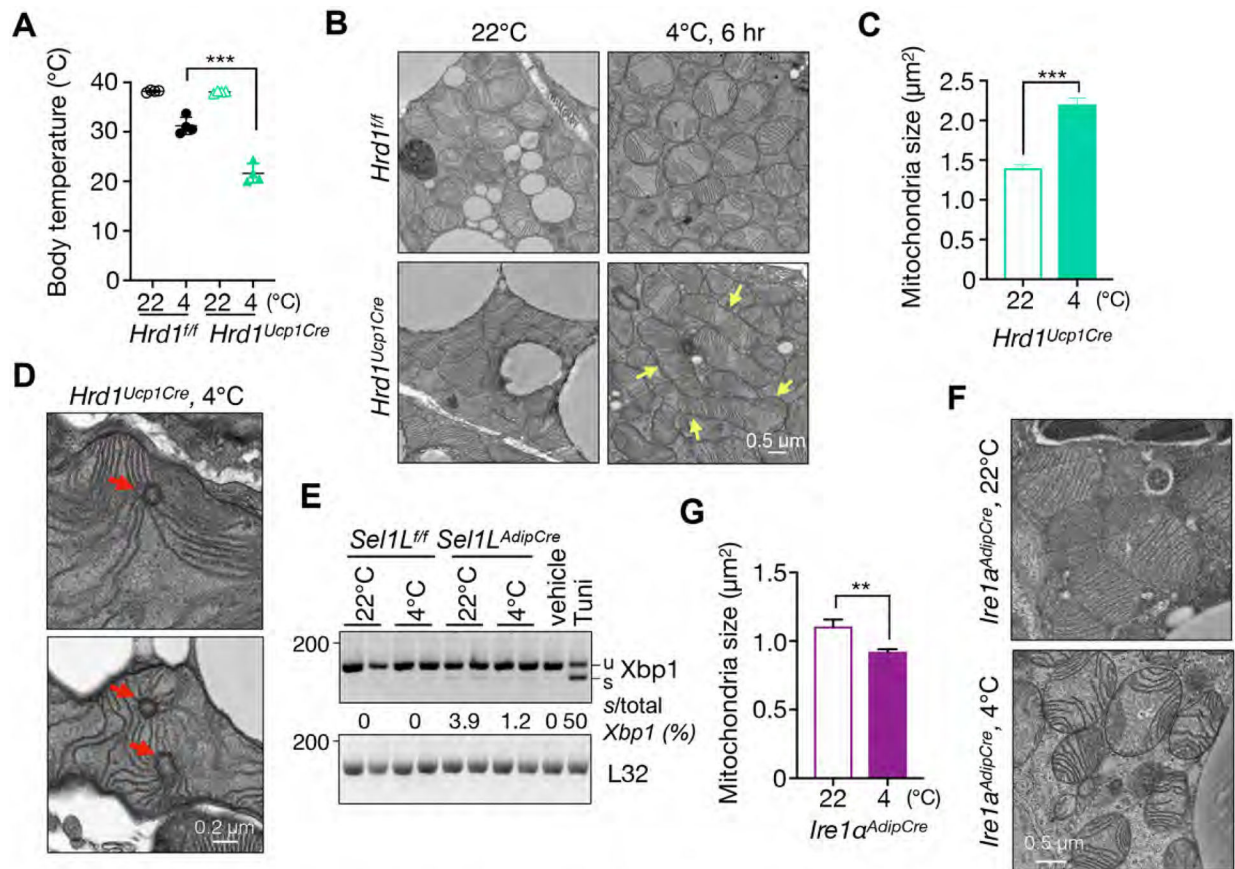 A
Body temperature (°C)
40
30
20
10
0
***
22 4 22 4 (°C)
Hrd1f/f Hrd1Ucp1Cre
B
22°C 4°C, 6 hr
Hrd1f/f
Hrd1Ucp1Cre
0.5 µm
C
Mitochondria size (µm²)
2.5
2.0
1.5
1.0
0.5
0
***
22 4 (°C)
Hrd1Ucp1Cre
D
Hrd1Ucp1Cre, 4°C
0.2 µm
E
Sel1Lf/f Sel1LAdipCre
22°C 4°C 22°C 4°C vehicle Tuni
200
u Xbp1
s
s/total
0 0 3.9 1.2 0 50 Xbp1 (%)
200
L32
G
Mitochondria size (µm²)
1.5
1.0
0.5
0.0
**
22 4 (°C)
Ire1αAdipCre
F
Ire1aAdipCre, 22°C
Ire1aAdipCre, 4°C
0.5 µm